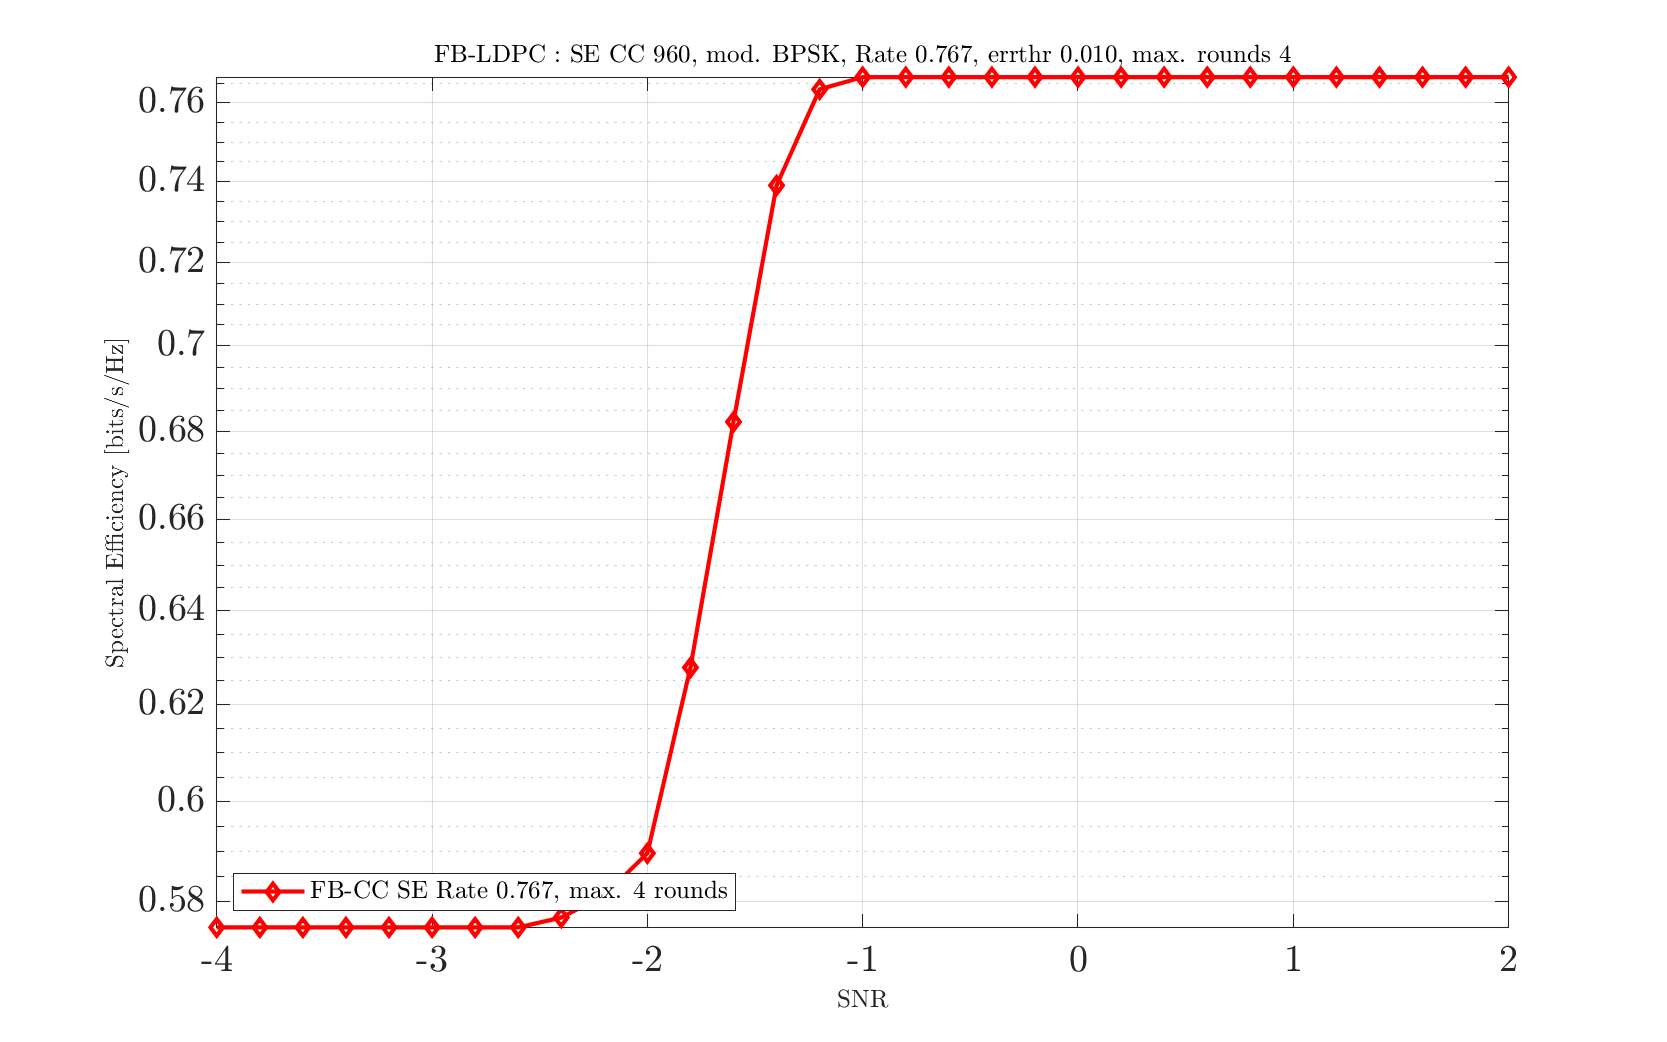 FB-LDPC : SE CC 960, mod. BPSK, Rate 0.767, errthr 0.010, max. rounds 4
0.76
0.74
0.72
0.7
0.68
0.66
0.64
0.62
0.6
0.58
Spectral Efficiency [bits/s/Hz]
FB-CC SE Rate 0.767, max. 4 rounds
-4 -3 -2 -1 0 1 2
SNR